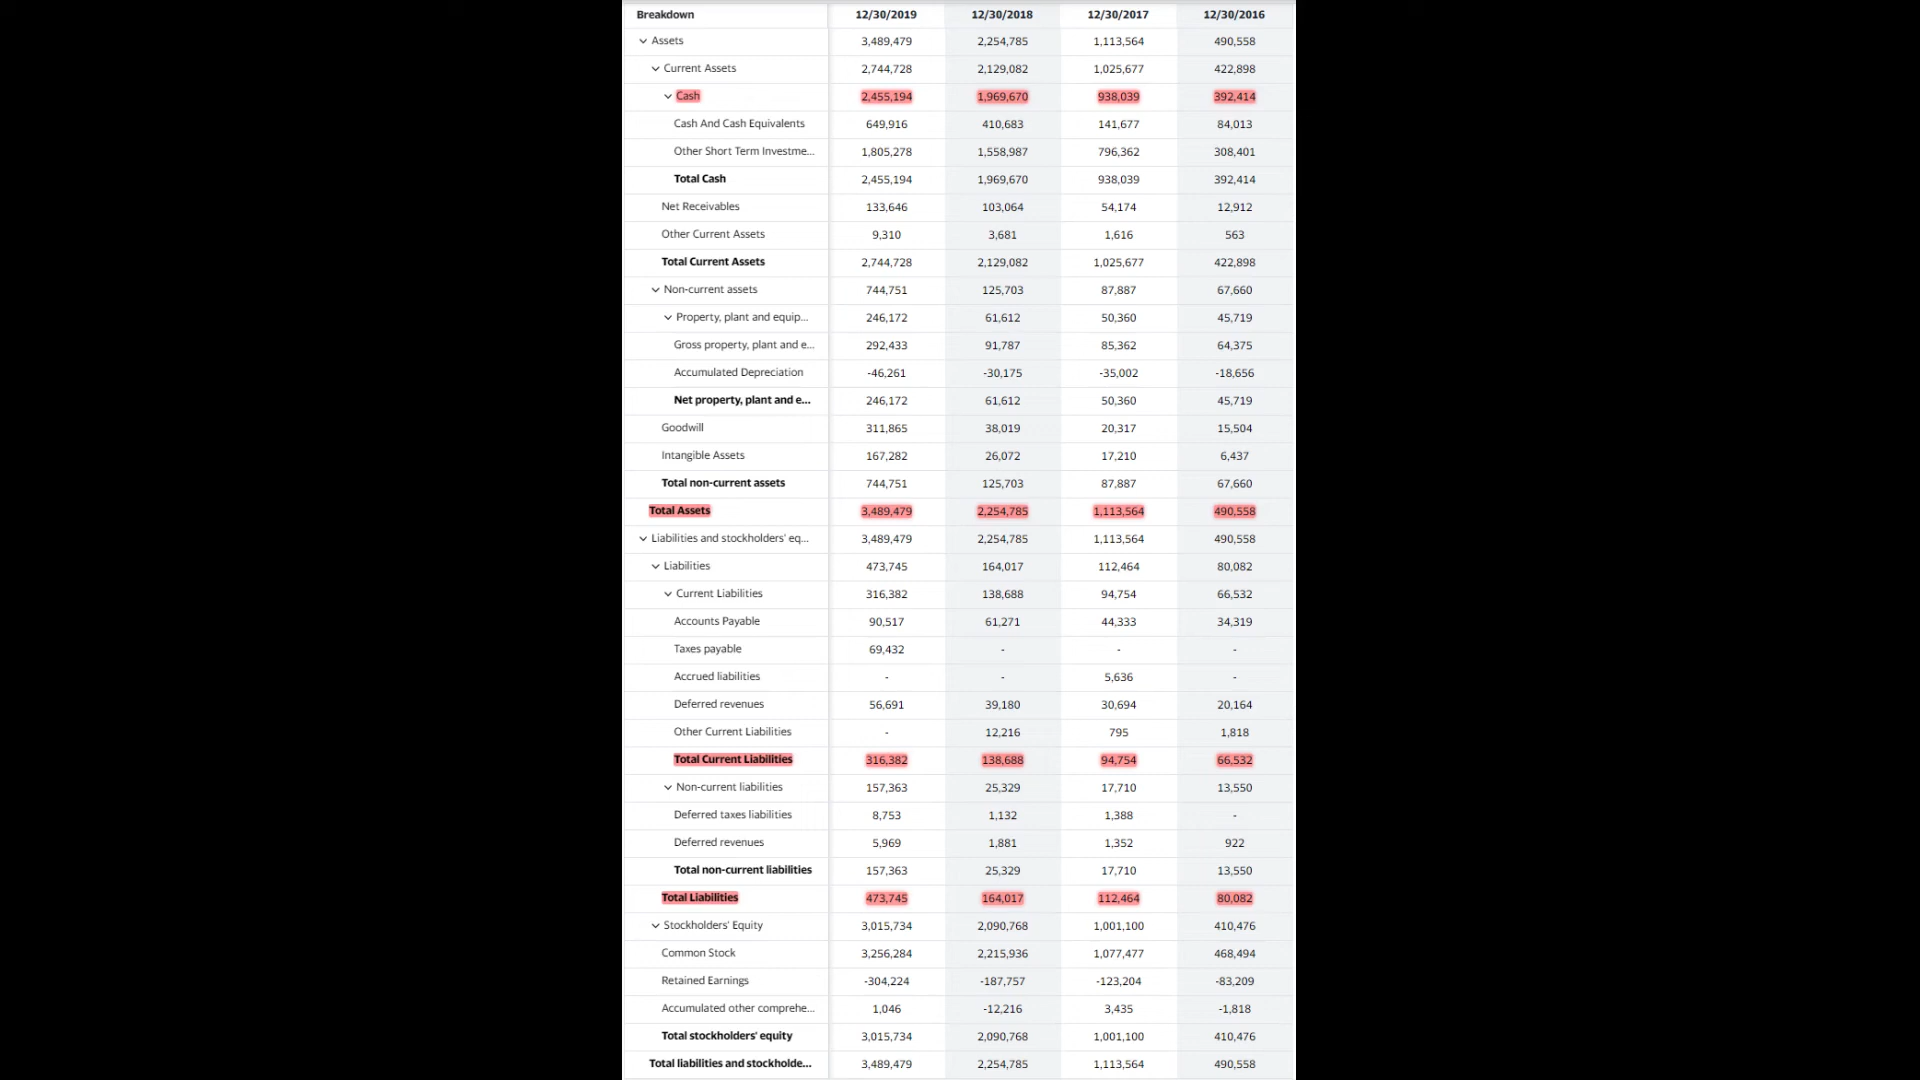 Breakdown 12/30/2019 12/30/2018 12/30/2017 12/30/2016
Assets 3,489,479 2,254,785 1,113,564 490,558
Current Assets 2,744,728 2,129,082 1,025,677 422,898
Cash 2,455,194 1,969,670 938,039 392,414
Cash And Cash Equivalents 649,916 410,683 141,677 84,013
Other Short Term Investme... 1,805,278 1,558,987 796,362 308,401
Total Cash 2,455,194 1,969,670 938,039 392,414
Net Receivables 133,646 103,064 54,174 12,912
Other Current Assets 9,310 3,681 1,616 563
Total Current Assets 2,744,728 2,129,082 1,025,677 422,898
Non-current assets 744,751 125,703 87,887 67,660
Property, plant and equip... 246,172 61,612 50,360 45,719
Gross property, plant and e... 292,433 91,787 85,362 64,375
Accumulated Depreciation -46,261 -30,175 -35,002 -18,656
Net property, plant and e... 246,172 61,612 50,360 45,719
Goodwill 311,865 38,019 20,317 15,504
Intangible Assets 167,282 26,072 17,210 6,437
Total non-current assets 744,751 125,703 87,887 67,660
Total Assets 3,489,479 2,254,785 1,113,564 490,558
Liabilities and stockholders' eq... 3,489,479 2,254,785 1,113,564 490,558
Liabilities 473,745 164,017 112,464 80,082
Current Liabilities 316,382 138,688 94,754 66,532
Accounts Payable 90,517 61,271 44,333 34,319
Taxes payable 69,432 - - -
Accrued liabilities - - 5,636 -
Deferred revenues 56,691 39,180 30,694 20,164
Other Current Liabilities - 12,216 795 1,818
Total Current Liabilities 316,382 138,688 94,754 66,532
Non-current liabilities 157,363 25,329 17,710 13,550
Deferred taxes liabilities 8,753 1,132 1,388 -
Deferred revenues 5,969 1,881 1,352 922
Total non-current liabilities 157,363 25,329 17,710 13,550
Total Liabilities 473,745 164,017 112,464 80,082
Stockholders' Equity 3,015,734 2,090,768 1,001,100 410,476
Common Stock 3,256,284 2,215,936 1,077,477 468,494
Retained Earnings -304,224 -187,757 -123,204 -83,209
Accumulated other comprehe... 1,046 -12,216 3,435 -1,818
Total stockholders' equity 3,015,734 2,090,768 1,001,100 410,476
Total liabilities and stockholde... 3,489,479 2,254,785 1,113,564 490,558